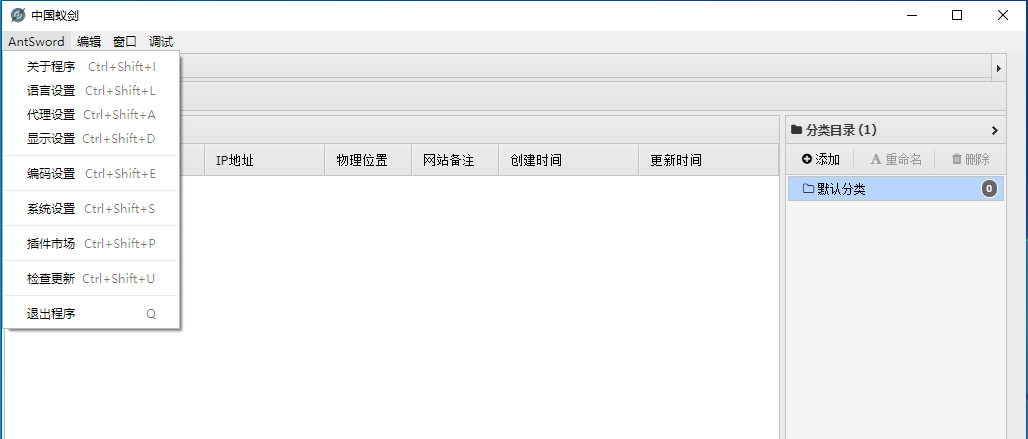 中国蚁剑
AntSword 编辑 窗口 调试
关于程序 Ctrl+Shift+I
语言设置 Ctrl+Shift+L
代理设置 Ctrl+Shift+A
显示设置 Ctrl+Shift+D
编码设置 Ctrl+Shift+E
系统设置 Ctrl+Shift+S
插件市场 Ctrl+Shift+P
检查更新 Ctrl+Shift+U
退出程序 Q
IP地址 物理位置 网站备注 创建时间 更新时间
分类目录 (1)
添加 A 重命名 删除
默认分类 0